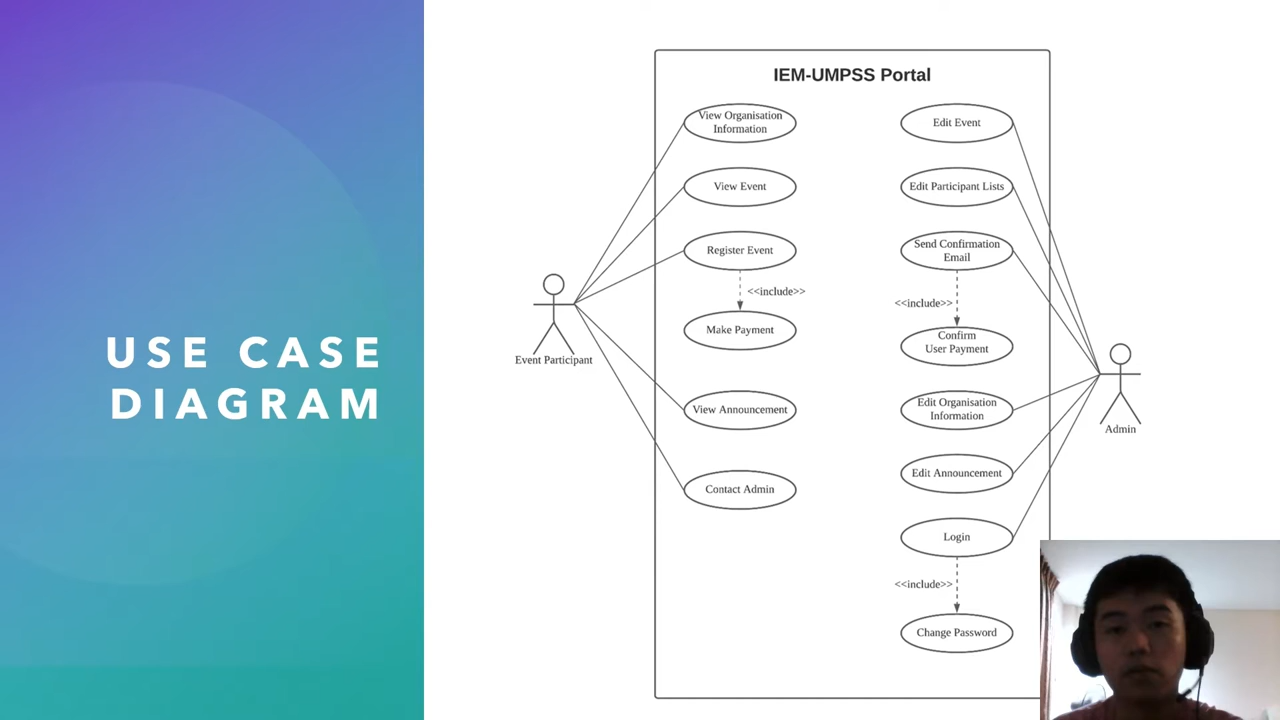 USE CASE
DIAGRAM
IEM-UMPSS Portal
View Organisation
Information
View Event
Register Event
<<include>>
Make Payment
View Announcement
Contact Admin
Event Participant
Edit Event
Edit Participant Lists
Send Confirmation
Email
<<include>>
Confirm
User Payment
Edit Organisation
Information
Edit Announcement
Login
<<include>>
Change Password
Admin